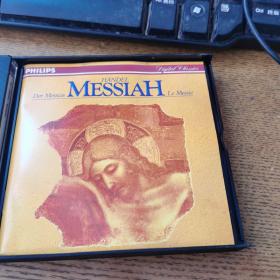 PHILIPS
Digital Classics
HANDEL
Der Messias
MESSIAH
Le Messie